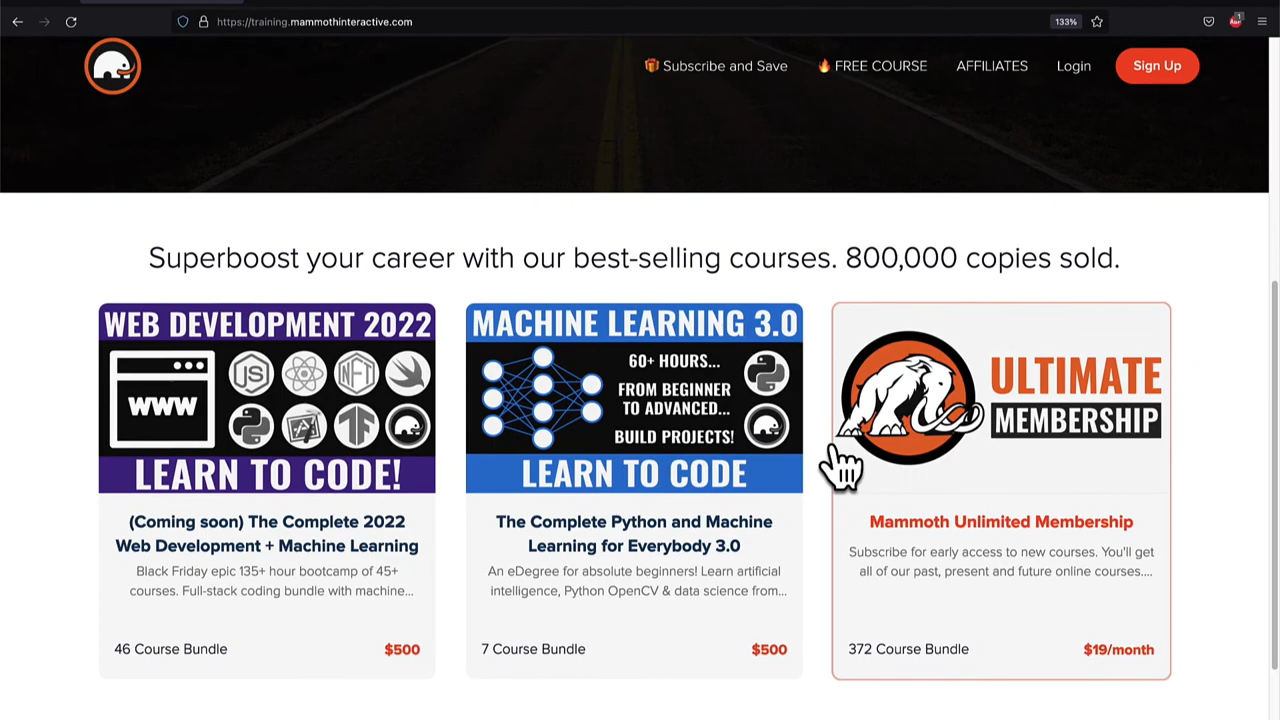 https://training.mammothinteractive.com
133%
1
🎁 Subscribe and Save
🔥 FREE COURSE
AFFILIATES
Login
Sign Up
Superboost your career with our best-selling courses. 800,000 copies sold.
WEB DEVELOPMENT 2022
WWW
JS
NFT
TF
LEARN TO CODE!
(Coming soon) The Complete 2022
Web Development + Machine Learning
Black Friday epic 135+ hour bootcamp of 45+
courses. Full-stack coding bundle with machine...
46 Course Bundle
$500
MACHINE LEARNING 3.0
60+ HOURS...
FROM BEGINNER
TO ADVANCED...
BUILD PROJECTS!
LEARN TO CODE
The Complete Python and Machine
Learning for Everybody 3.0
An eDegree for absolute beginners! Learn artificial
intelligence, Python OpenCV & data science from...
7 Course Bundle
$500
ULTIMATE
MEMBERSHIP
Mammoth Unlimited Membership
Subscribe for early access to new courses. You'll get
all of our past, present and future online courses....
372 Course Bundle
$19/month